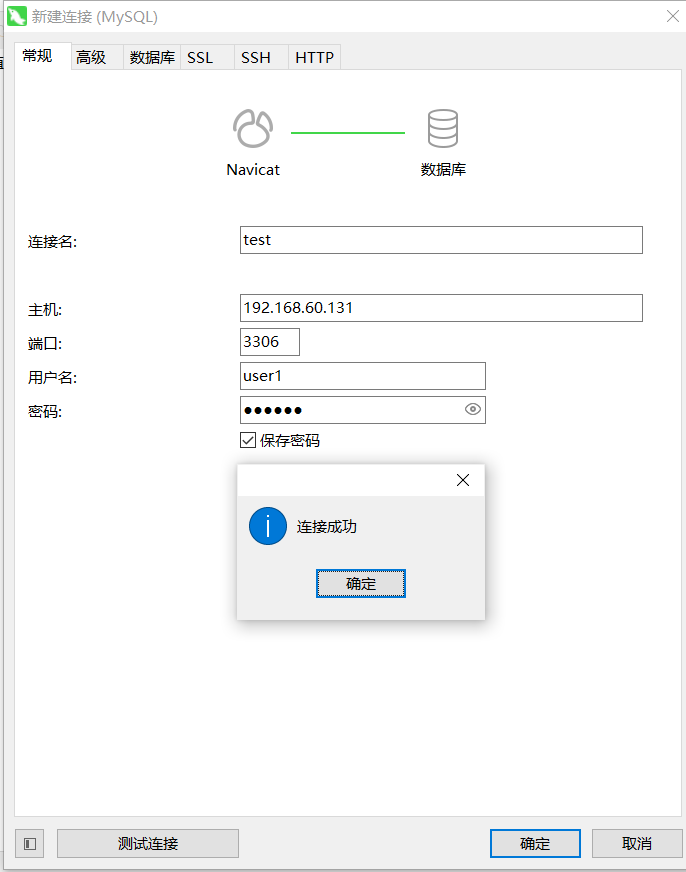 新建连接 (MySQL)
常规 高级 数据库 SSL SSH HTTP
Navicat 数据库
连接名: test
主机: 192.168.60.131
端口: 3306
用户名: user1
密码: ●●●●●●
保存密码
连接成功
确定
测试连接 确定 取消